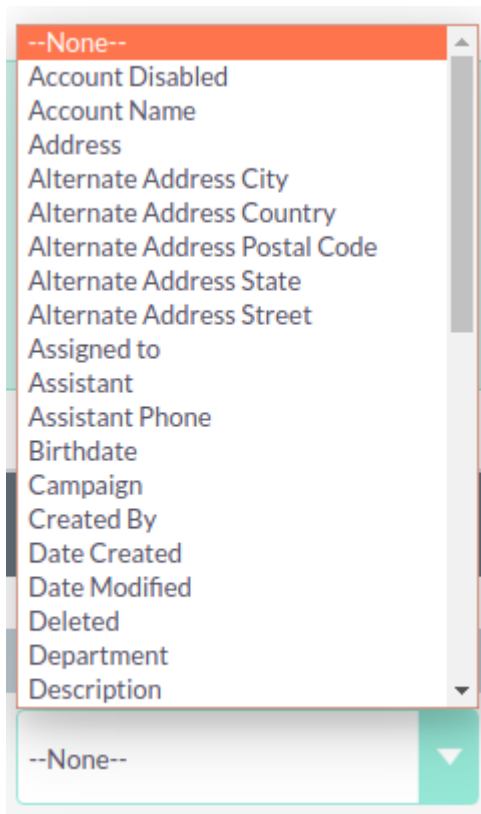 --None--
Account Disabled
Account Name
Address
Alternate Address City
Alternate Address Country
Alternate Address Postal Code
Alternate Address State
Alternate Address Street
Assigned to
Assistant
Assistant Phone
Birthdate
Campaign
Created By
Date Created
Date Modified
Deleted
Department
Description
--None--